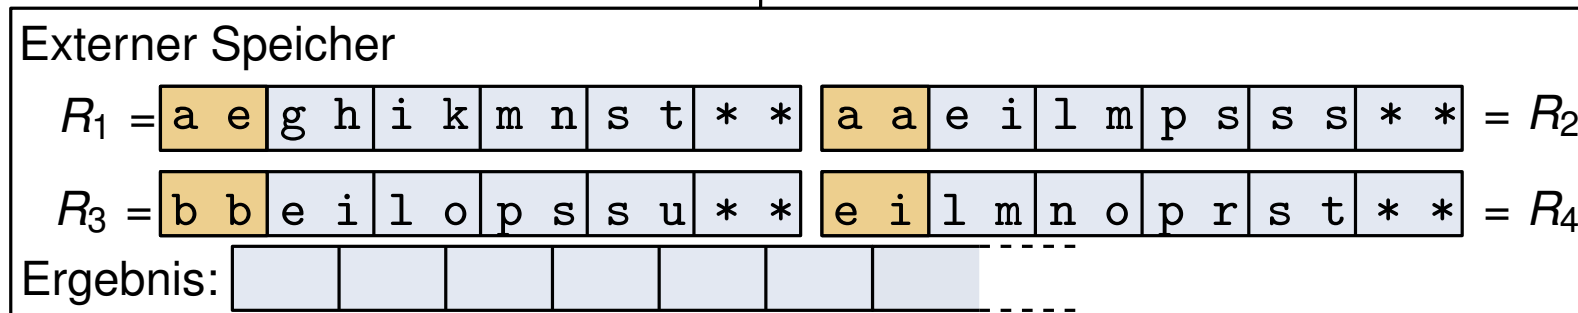 Externer Speicher
R1 = a e g h i k m n s t * * a a e i l m p s s s * * = R2
R3 = b b e i l o p s s u * * e i l m n o p r s t * * = R4
Ergebnis: